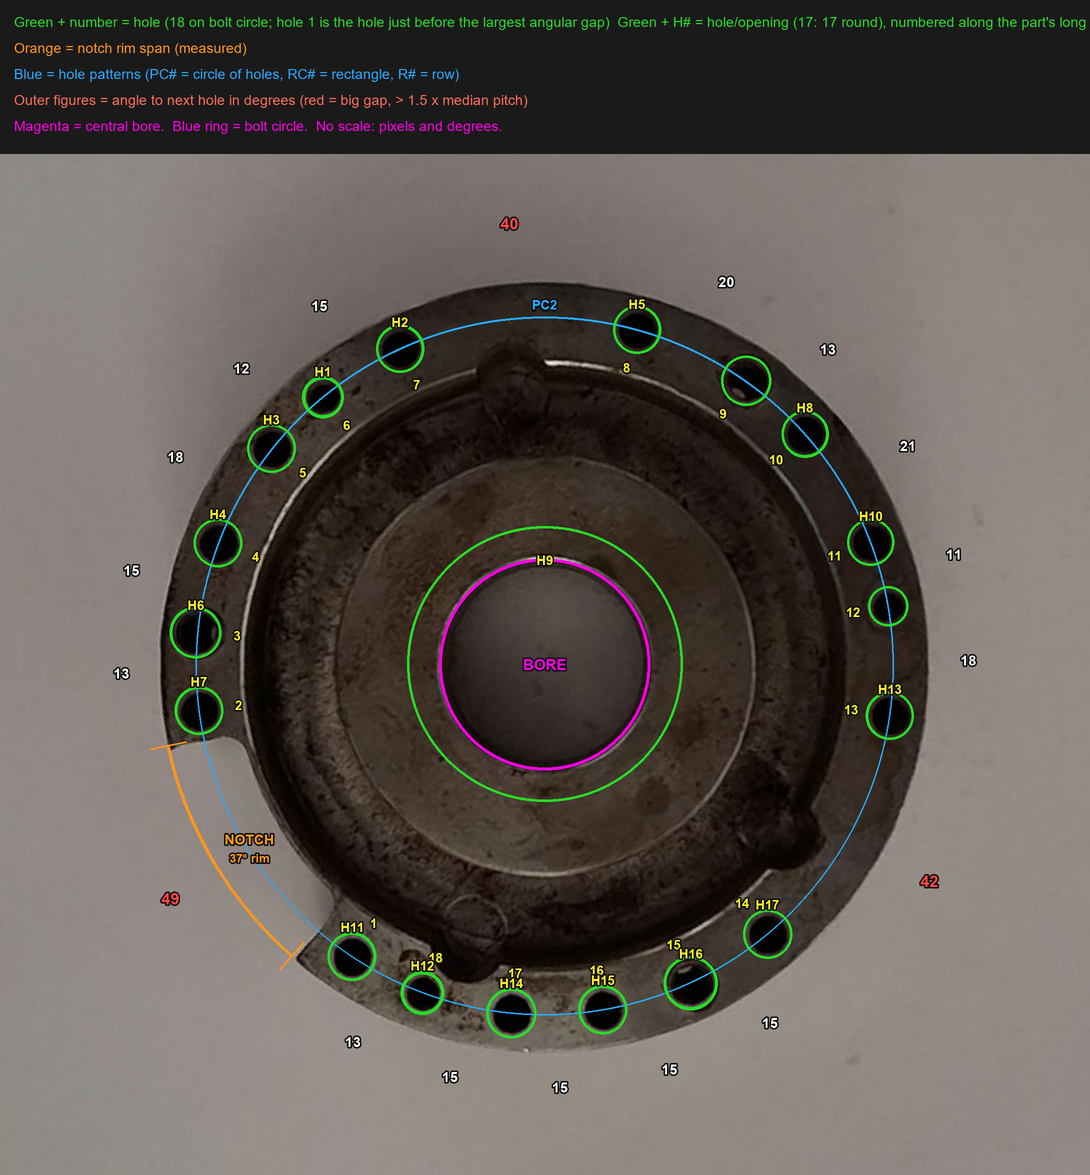 Green + number = hole (18 on bolt circle; hole 1 is the hole just before the largest angular gap)  Green + H# = hole/opening (17: 17 round), numbered along the part's long
Orange = notch rim span (measured)
Blue = hole patterns (PC# = circle of holes, RC# = rectangle, R# = row)
Outer figures = angle to next hole in degrees (red = big gap, > 1.5 x median pitch)
Magenta = central bore.  Blue ring = bolt circle.  No scale: pixels and degrees.
40
20
15
PC2
H5
H2
13
12
8
H1
7
9
H3
6
21
H8
18
5
10
H4
H10
4
11
11
15
H9
H6
12
3
18
13
BORE
H7
H13
2
13
NOTCH
37° rim
42
49
14 H17
H11 1
15
H16
18
H12
17
H14
16
H15
15
13
15
15
15